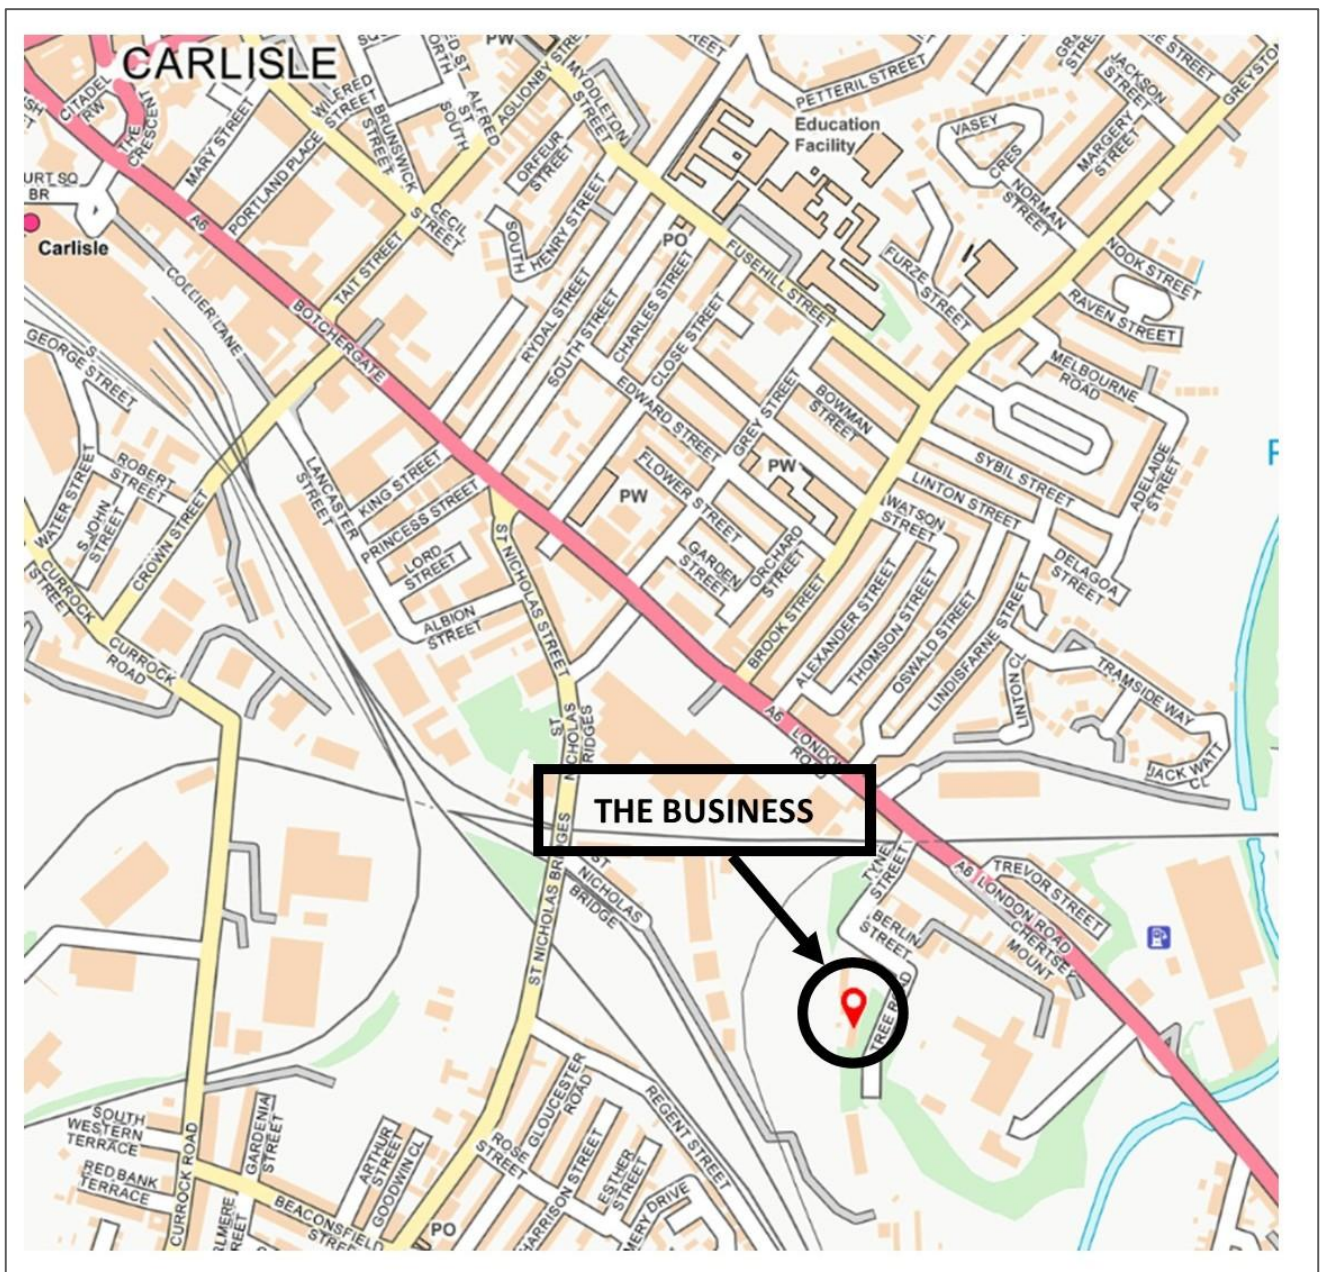 CARLISLE
PW
CITADEL
RW
THE
CRESCENT
MARY STREET
PORTLAND PLACE
WILFRED
STREET
BRUNSWICK
STREET
ALFRED
ST
SOUTH
AGLIONBY
MYDDLETON
STREET
PETTERIL STREET
Education
Facility
VASEY
CRES
JACKSON
STREET
MARGERY
STREET
NORMAN
STREET
BR
Carlisle
A6
CECIL
STREET
ORFEUR
STREET
SOUTH
HENRY STREET
PO
FUSEHILL STREET
FURZE STREET
NOOK STREET
RAVEN STREET
COLLIER LANE
TAIT STREET
BOTCHERGATE
RYDAL STREET
SOUTH STREET
CHARLES STREET
CLOSE STREET
MELBOURNE
ROAD
GEORGE STREET
S
EDWARD STREET
GREY STREET
BOWMAN
STREET
ROBERT
STREET
WATER STREET
S JOHN
STREET
CROWN STREET
LANCASTER
STREET
KING STREET
PRINCESS STREET
LORD
STREET
ALBION
STREET
ST NICHOLAS STREET
FLOWER STREET
PW
PW
GARDEN
STREET
ORCHARD
STREET
SYBIL STREET
LINTON STREET
ADELAIDE
STREET
WATSON
STREET
DELAGOA
STREET
BROOK STREET
ALEXANDER STREET
THOMSON STREET
OSWALD STREET
LINDISFARNE STREET
LINTON CL
TRAMSIDE WAY
JACK WATT
CL
CURROCK
STREET
CURROCK
ROAD
A6
ST
NICHOLAS
THE BUSINESS
ST NICHOLAS BRIDGES
ST
NICHOLAS
BRIDGE
TYNE
STREET
A6 LONDON ROAD
TREVOR STREET
BERLIN
STREET
CHERTSEY
MOUNT
TREE ROAD
SOUTH
WESTERN
TERRACE
RED BANK
TERRACE
CURROCK ROAD
GARDENIA
STREET
ARTHUR
STREET
GOODWIN CL
BEACONSFIELD
PO
ROSE
STREET
GLOUCESTER
ROAD
HARRISON STREET
ESTHER
STREET
REGENT STREET
DRIVE